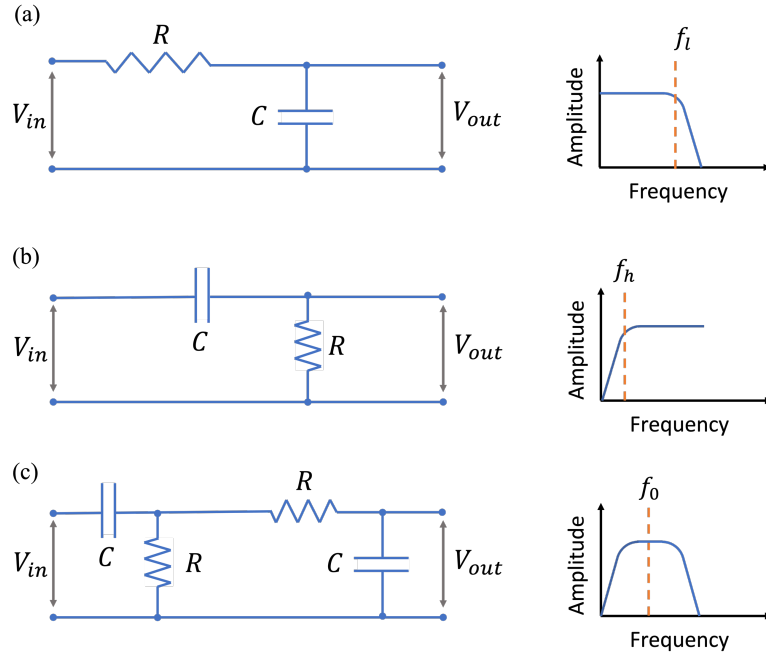 (a)
R
V_in
C
V_out
f_l
Amplitude
Frequency
(b)
C
V_in
R
V_out
f_h
Amplitude
Frequency
(c)
R
V_in
C
R
C
V_out
f_0
Amplitude
Frequency